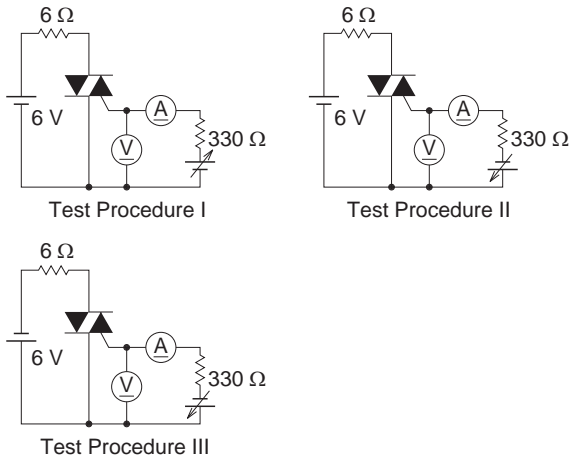 6 Ω
6 V
A
V
330 Ω
Test Procedure I
6 Ω
6 V
A
V
330 Ω
Test Procedure II
6 Ω
6 V
A
V
330 Ω
Test Procedure III